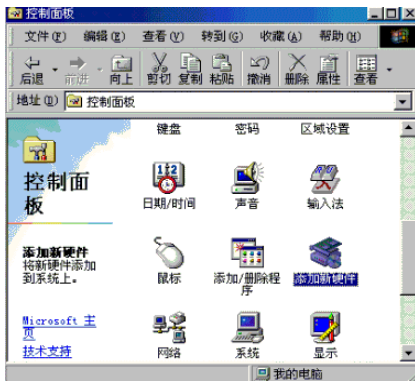 控制面板
文件(F) 编辑(E) 查看(V) 转到(G) 收藏(A) 帮助(H)
后退 前进 向上 剪切 复制 粘贴 撤消 删除 属性 查看
地址(D) 控制面板
键盘 密码 区域设置
控制面
板
日期/时间 声音 输入法
添加新硬件
将新硬件添加
到系统上。
鼠标 添加/删除程
序 添加新硬件
Microsoft 主
页
技术支持
网络 系统 显示
我的电脑